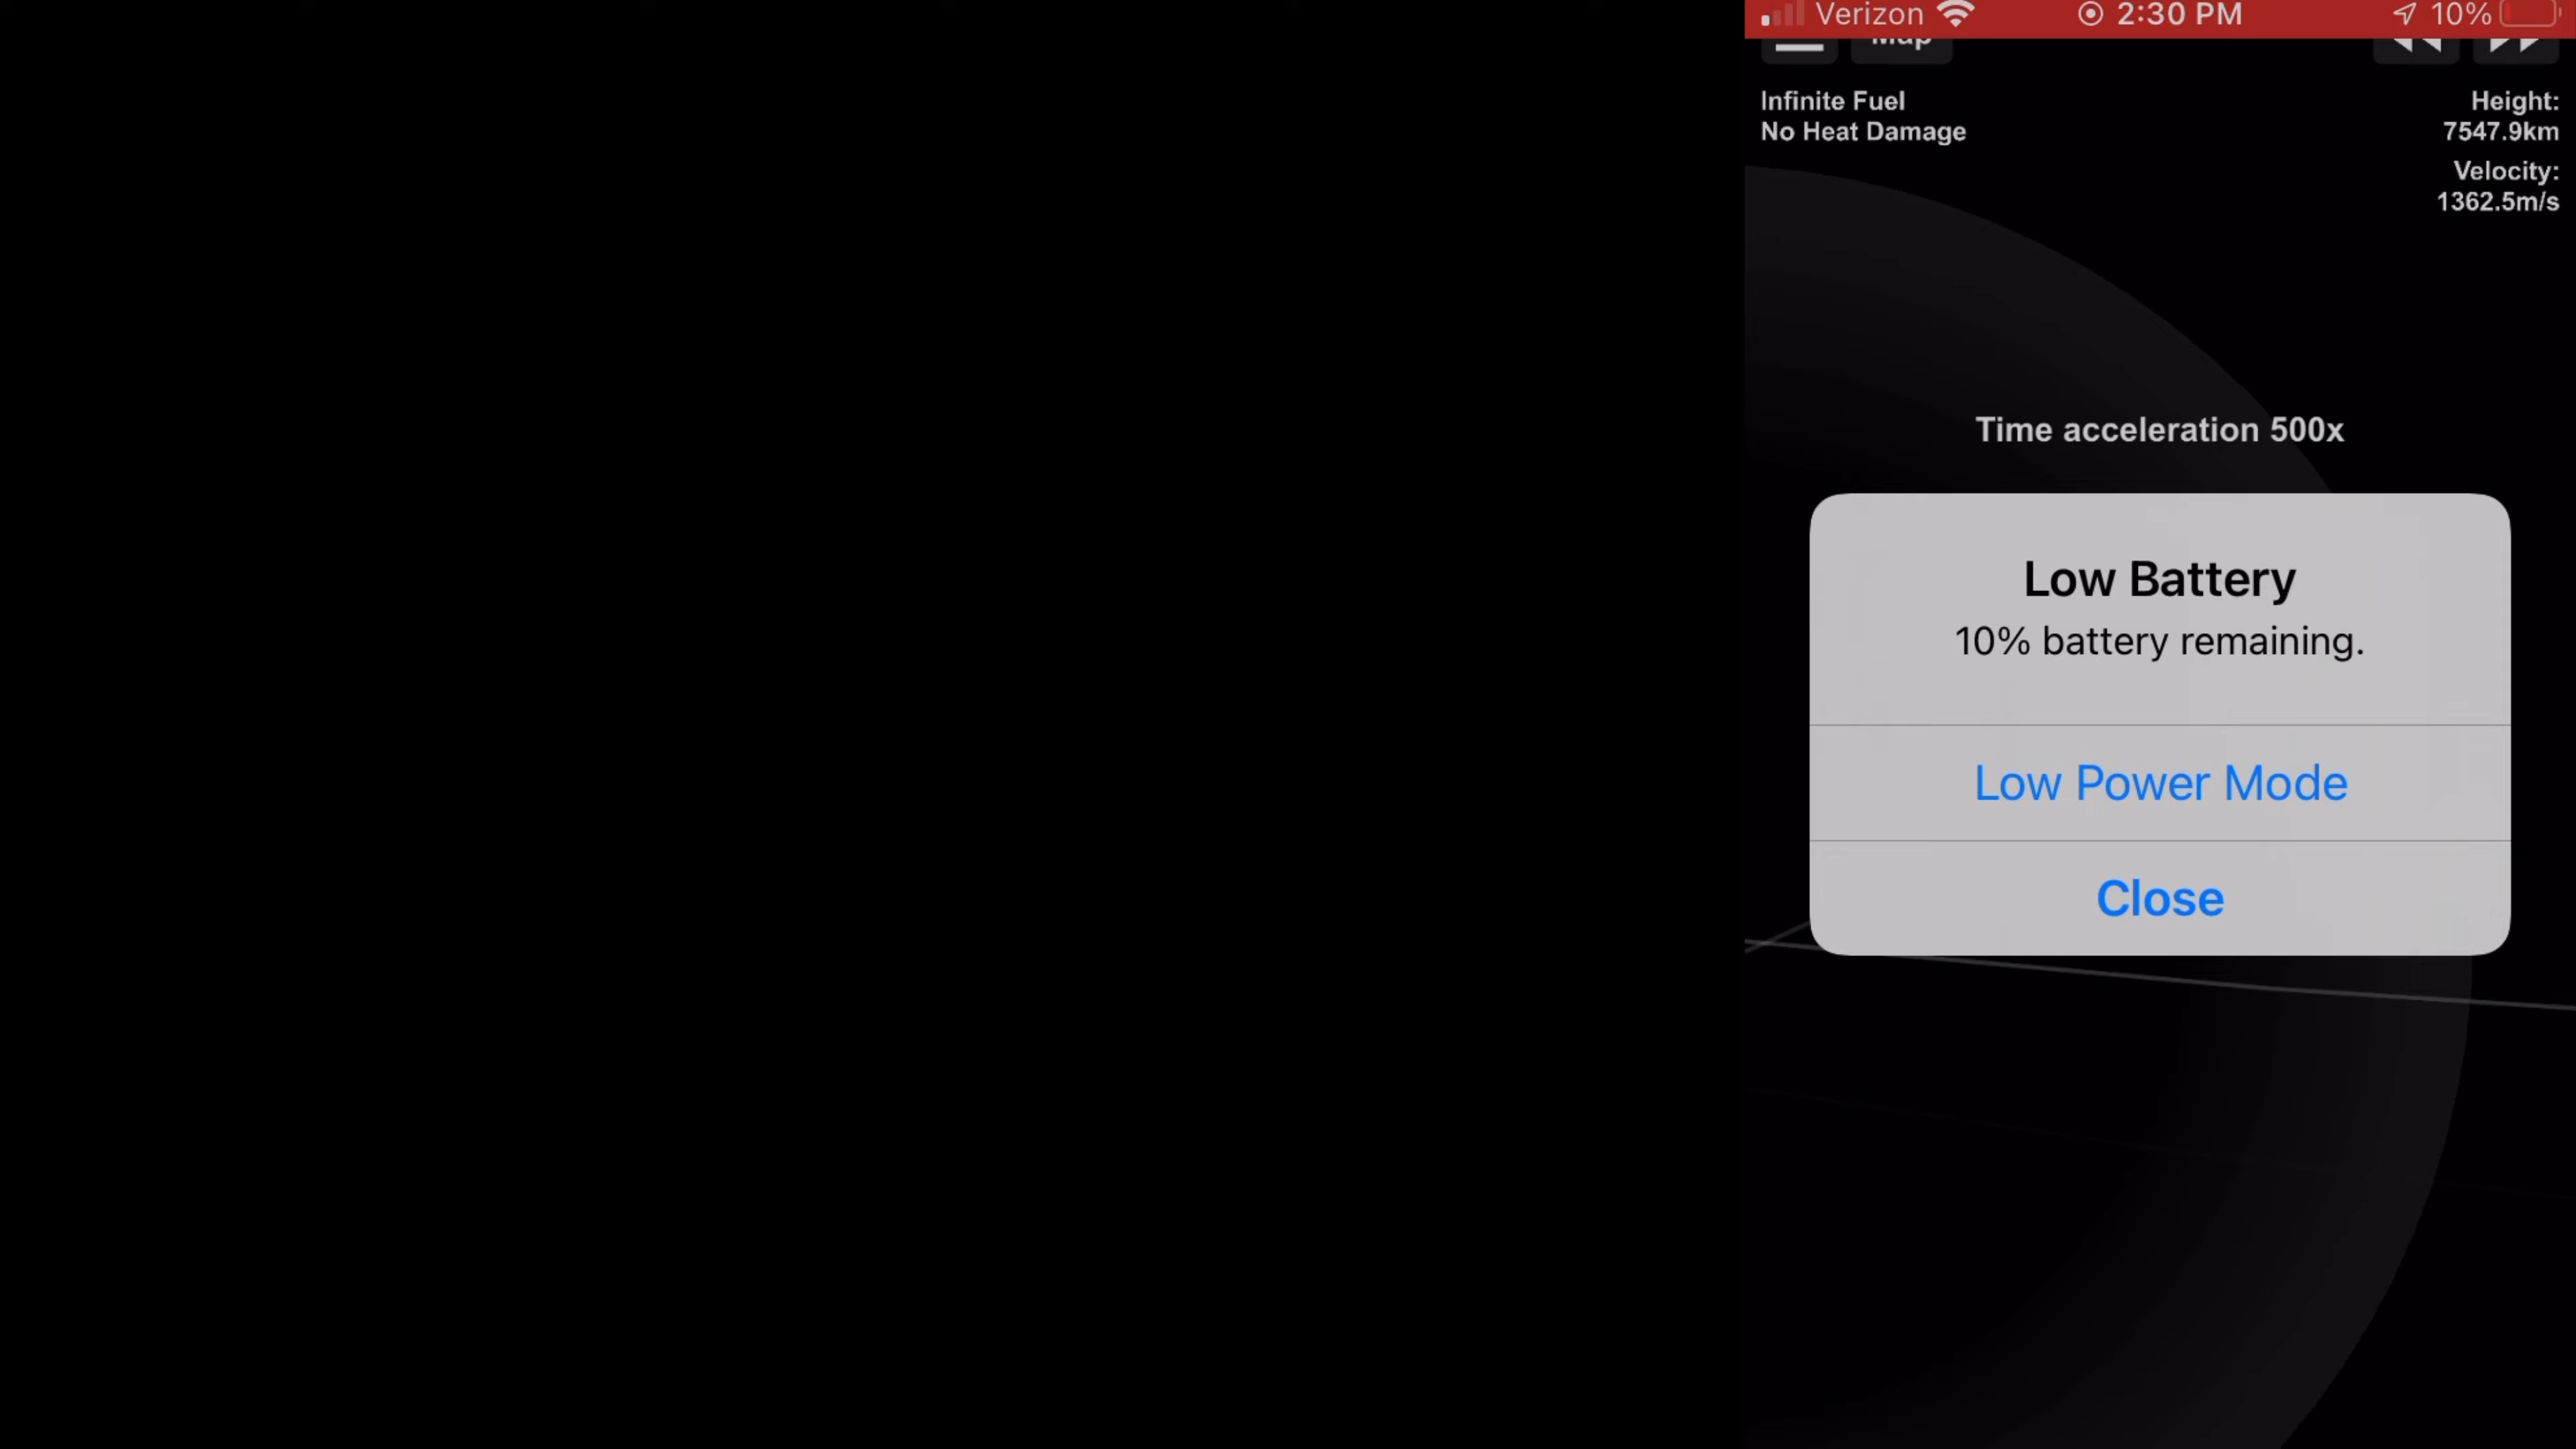 Verizon 2:30 PM 10%
Map
Infinite Fuel
No Heat Damage
Height:
7547.9km
Velocity:
1362.5m/s
Time acceleration 500x
Low Battery
10% battery remaining.
Low Power Mode
Close